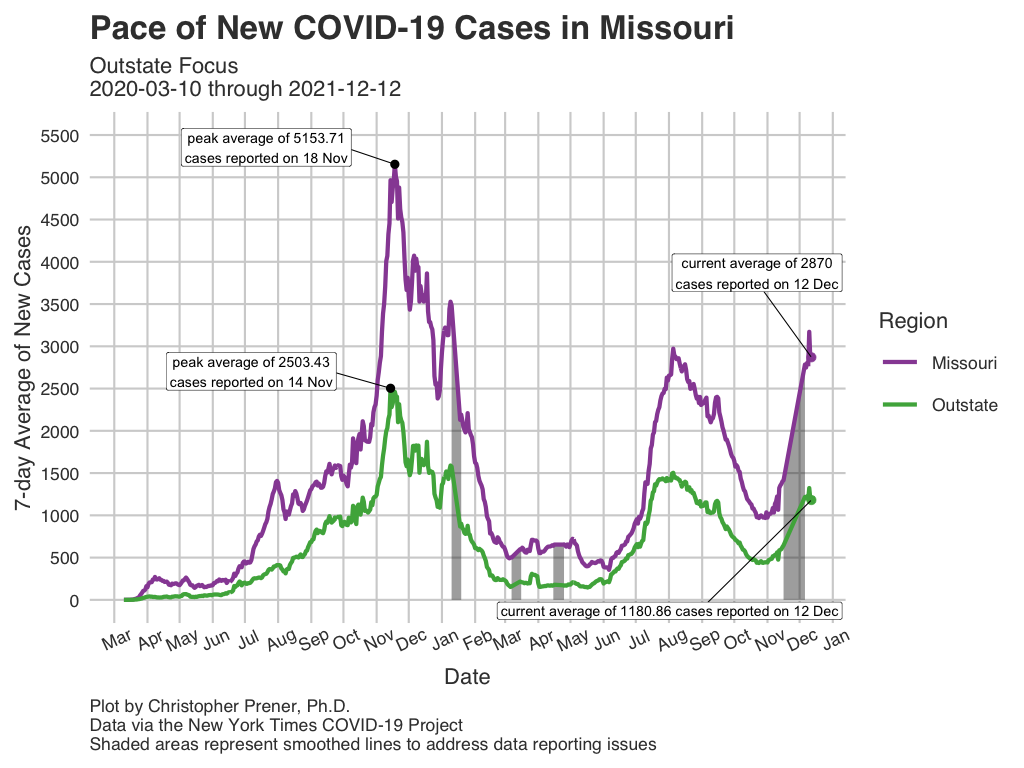 Pace of New COVID-19 Cases in Missouri
Outstate Focus
2020-03-10 through 2021-12-12
7-day Average of New Cases
5500
5000
4500
4000
3500
3000
2500
2000
1500
1000
500
0
peak average of 5153.71
cases reported on 18 Nov
peak average of 2503.43
cases reported on 14 Nov
current average of 2870
cases reported on 12 Dec
current average of 1180.86 cases reported on 12 Dec
Region
Missouri
Outstate
Mar Apr May Jun Jul Aug Sep Oct Nov Dec Jan Feb Mar Apr May Jun Jul Aug Sep Oct Nov Dec Jan
Date
Plot by Christopher Prener, Ph.D.
Data via the New York Times COVID-19 Project
Shaded areas represent smoothed lines to address data reporting issues